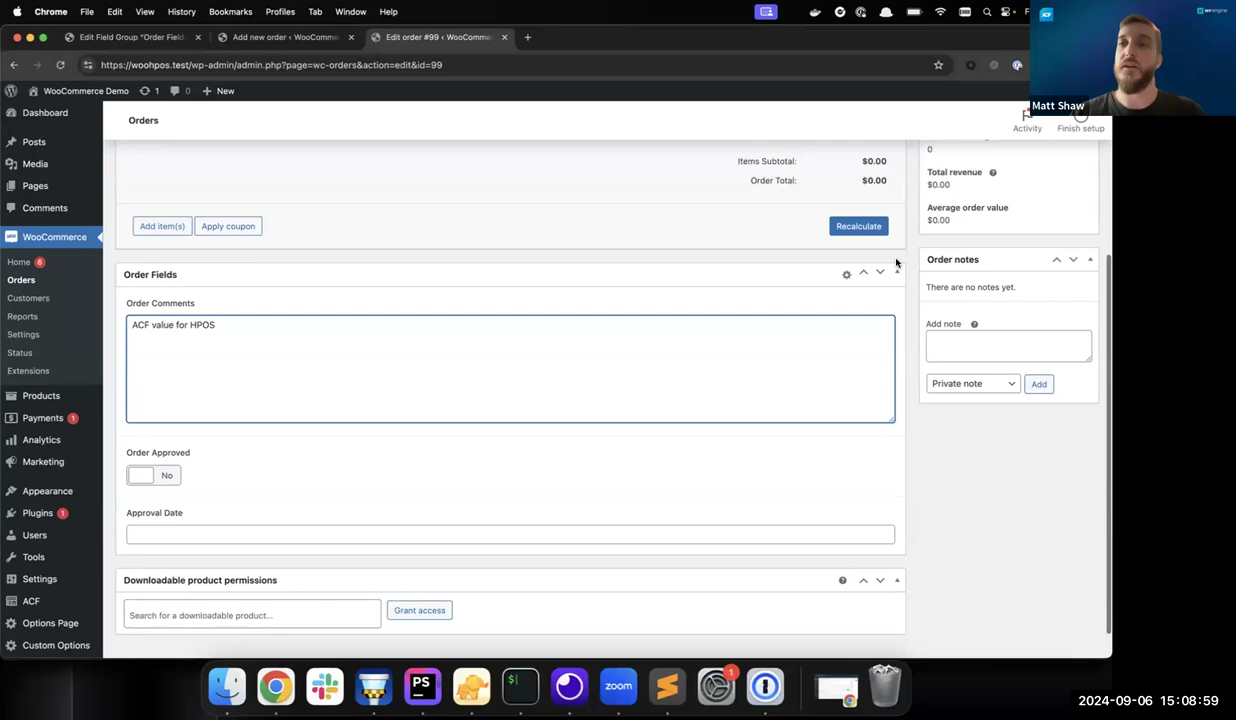 Chrome File Edit View History Bookmarks Profiles Tab Window Help
Edit Field Group "Order Field
Add new order ‹ WooComme
Edit order #99 ‹ WooComme
https://woohpos.test/wp-admin/admin.php?page=wc-orders&action=edit&id=99
WooCommerce Demo 1 0 New
ACF
WP engine
Matt Shaw
Dashboard
Posts
Media
Pages
Comments
WooCommerce
Home 6
Orders
Customers
Reports
Settings
Status
Extensions
Products
Payments 1
Analytics
Marketing
Appearance
Plugins 1
Users
Tools
Settings
ACF
Options Page
Custom Options
Orders
Activity
Finish setup
Items Subtotal: $0.00
Order Total: $0.00
Add item(s) Apply coupon Recalculate
Order Fields
Order Comments
ACF value for HPOS
Order Approved
No
Approval Date
Downloadable product permissions
Search for a downloadable product...
Grant access
0
Total revenue
$0.00
Average order value
$0.00
Order notes
There are no notes yet.
Add note
Private note Add
PS
$
zoom
1
2024-09-06 15:08:59